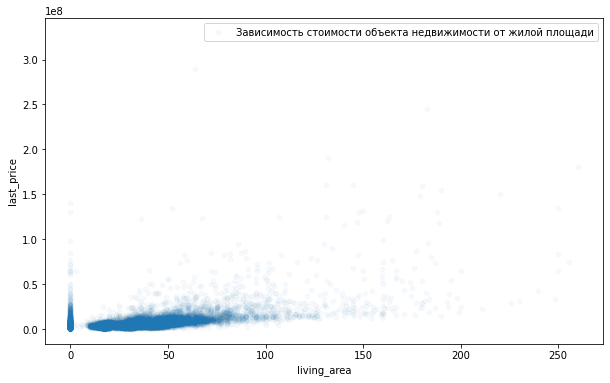 1e8
Зависимость стоимости объекта недвижимости от жилой площади
3.0
2.5
2.0
1.5
1.0
0.5
0.0
last_price
0 50 100 150 200 250
living_area